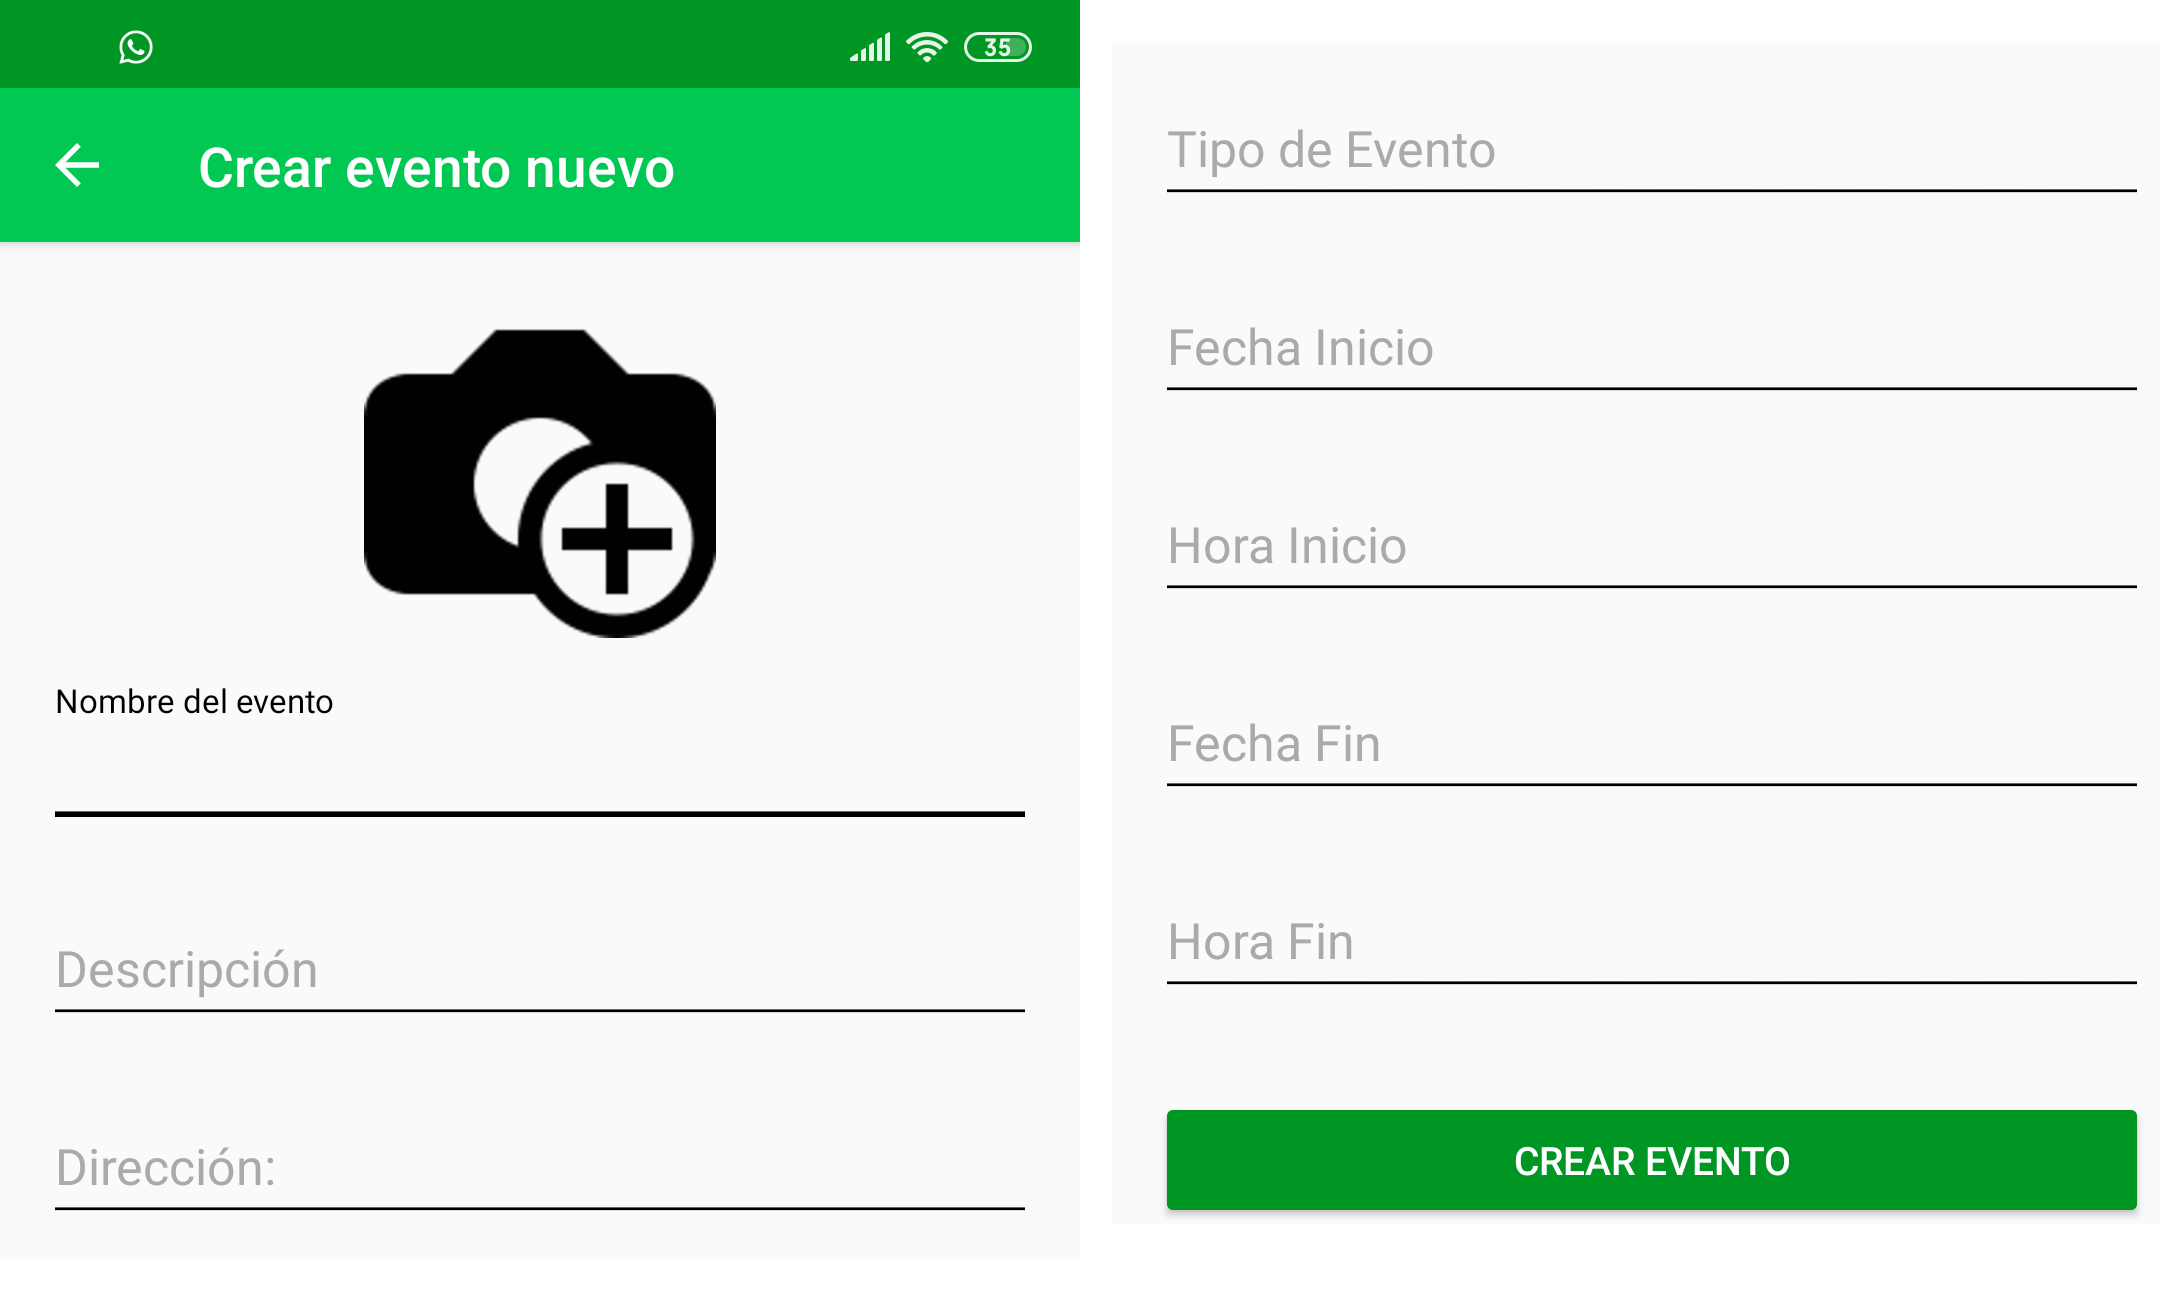 35
Crear evento nuevo
Nombre del evento
Descripción
Dirección:
Tipo de Evento
Fecha Inicio
Hora Inicio
Fecha Fin
Hora Fin
CREAR EVENTO